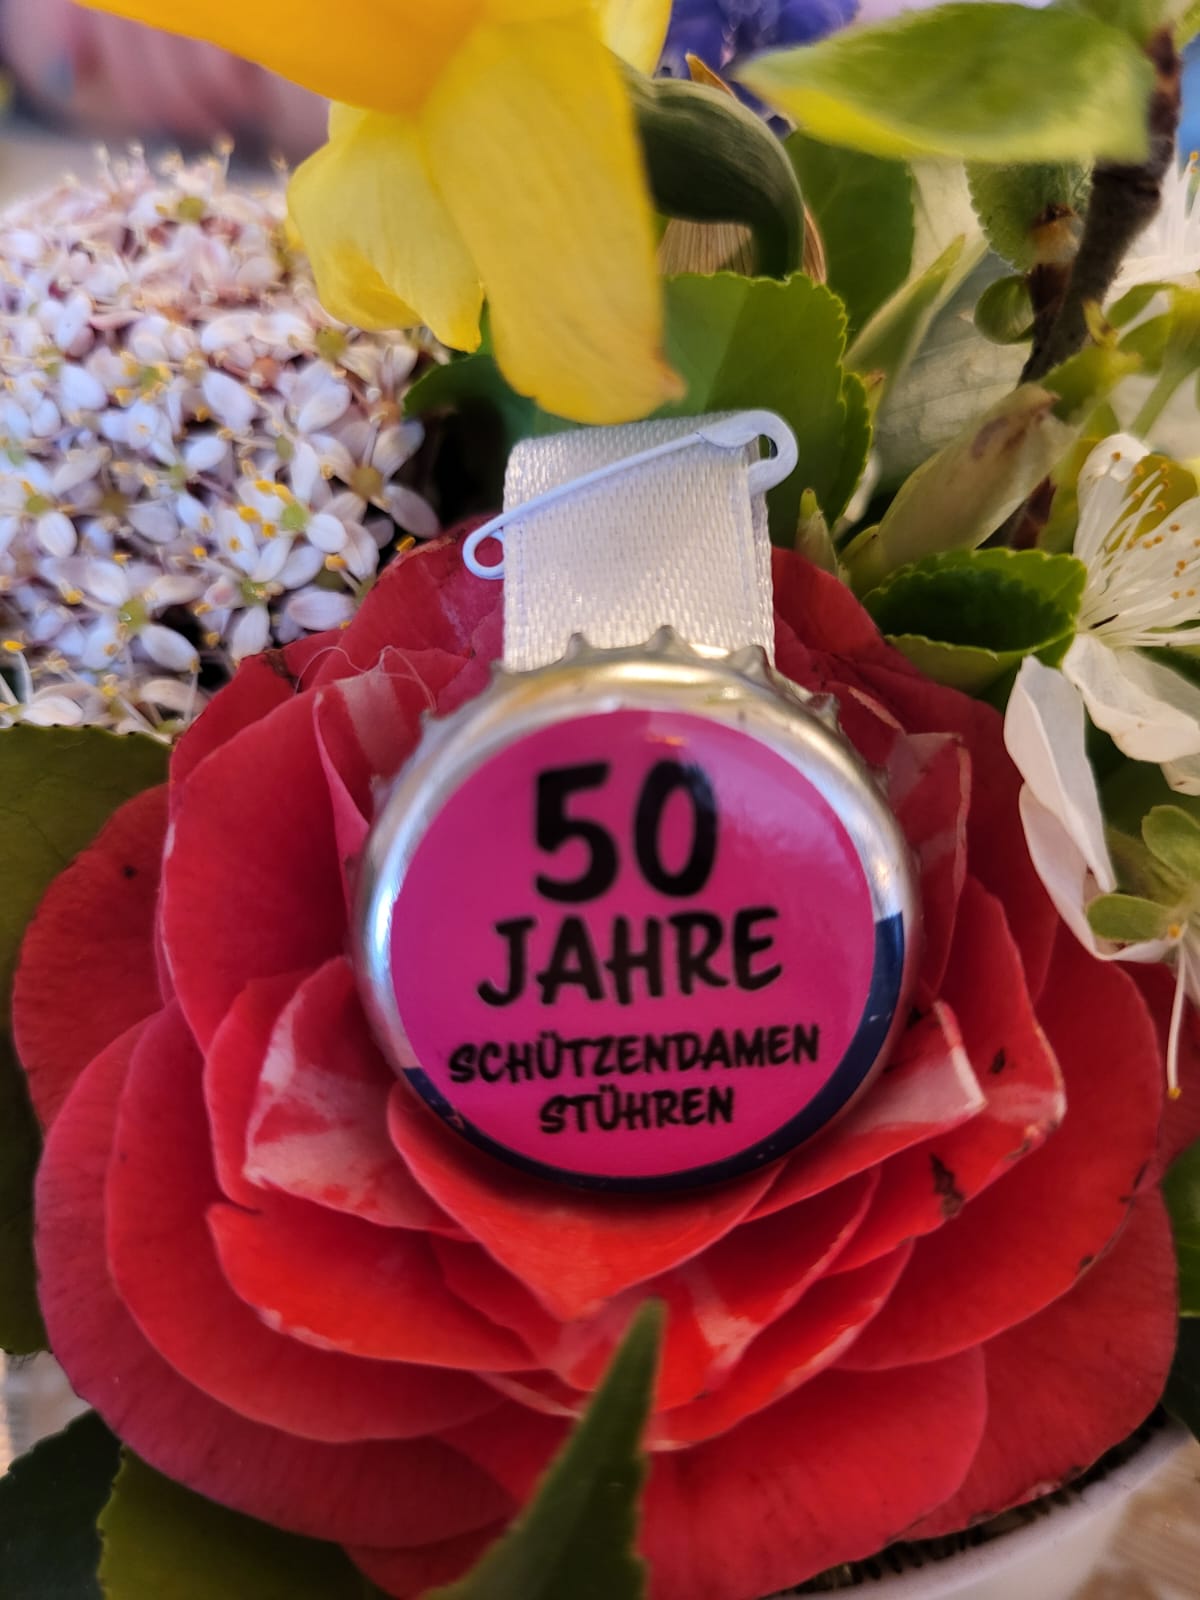 50
JAHRE
SCHÜTZENDAMEN
STÜHREN